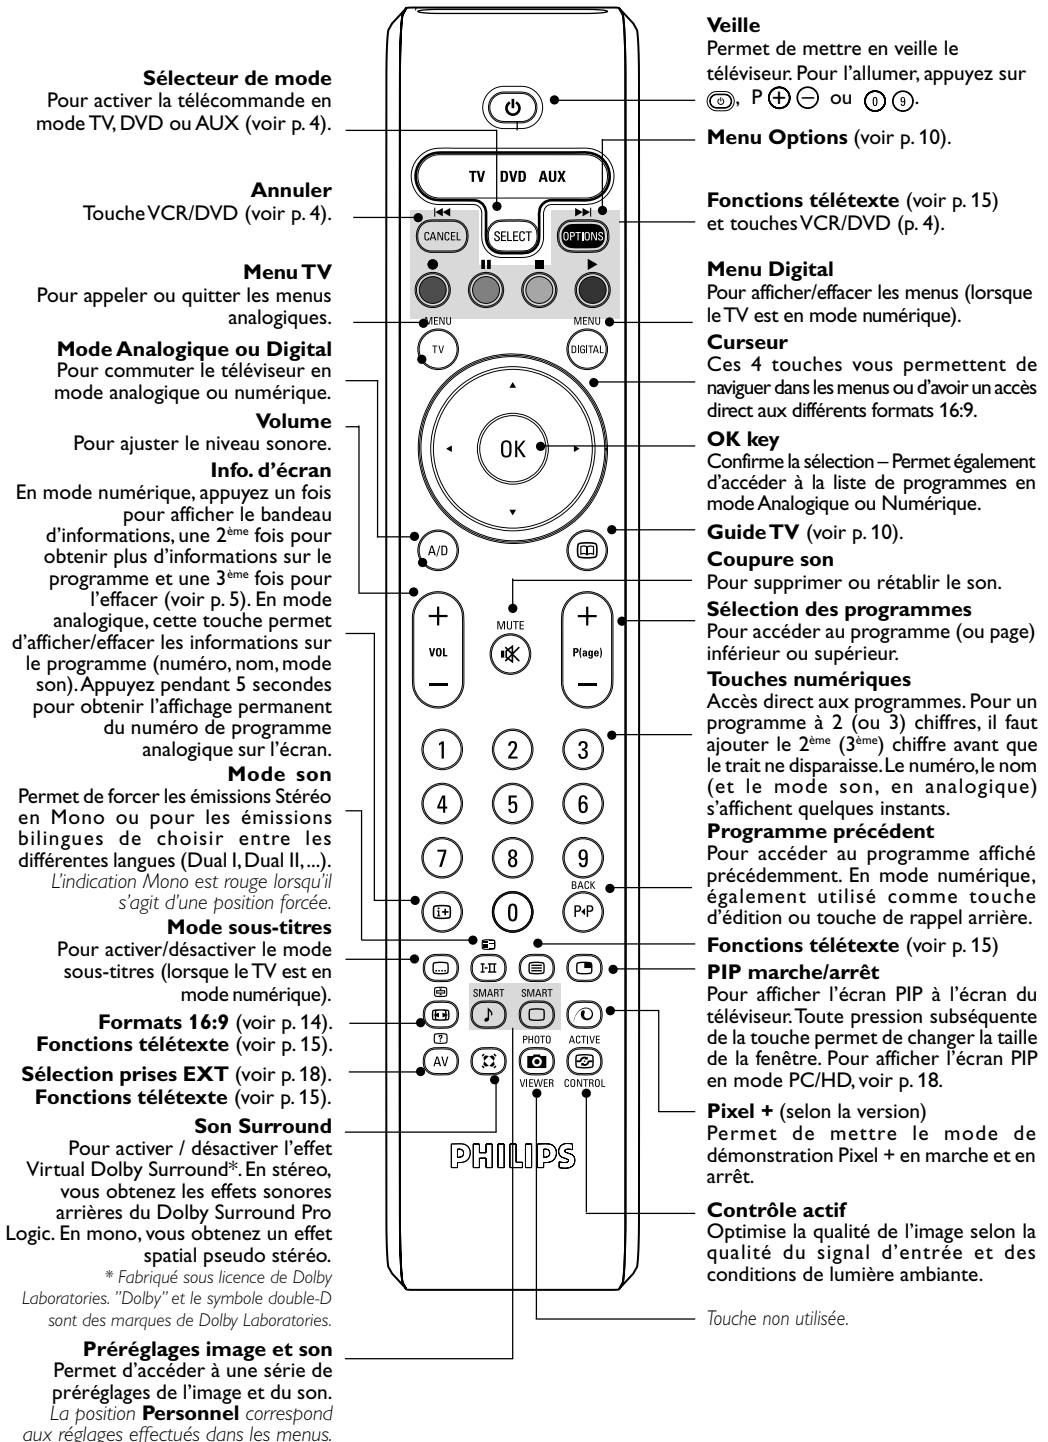 Sélecteur de mode
Pour activer la télécommande en
mode TV, DVD ou AUX (voir p. 4).
Annuler
Touche VCR/DVD (voir p. 4).
Menu TV
Pour appeler ou quitter les menus
analogiques.
Mode Analogique ou Digital
Pour commuter le téléviseur en
mode analogique ou numérique.
Volume
Pour ajuster le niveau sonore.
Info. d'écran
En mode numérique, appuyez un fois
pour afficher le bandeau
d'informations, une 2ème fois pour
obtenir plus d'informations sur le
programme et une 3ème fois pour
l'effacer (voir p. 5). En mode
analogique, cette touche permet
d'afficher/effacer les informations sur
le programme (numéro, nom, mode
son). Appuyez pendant 5 secondes
pour obtenir l'affichage permanent
du numéro de programme
analogique sur l'écran.
Mode son
Permet de forcer les émissions Stéréo
en Mono ou pour les émissions
bilingues de choisir entre les
différentes langues (Dual I, Dual II, ...).
L'indication Mono est rouge lorsqu'il
s'agit d'une position forcée.
Mode sous-titres
Pour activer/désactiver le mode
sous-titres (lorsque le TV est en
mode numérique).
Formats 16:9 (voir p. 14).
Fonctions télétexte (voir p. 15).
Sélection prises EXT (voir p. 18).
Fonctions télétexte (voir p. 15).
Son Surround
Pour activer / désactiver l'effet
Virtual Dolby Surround*. En stéréo,
vous obtenez les effets sonores
arrières du Dolby Surround Pro
Logic. En mono, vous obtenez un effet
spatial pseudo stéréo.
* Fabriqué sous licence de Dolby
Laboratories. "Dolby" et le symbole double-D
sont des marques de Dolby Laboratories.
Préréglages image et son
Permet d'accéder à une série de
préréglages de l'image et du son.
La position Personnel correspond
aux réglages effectués dans les menus.
TV DVD AUX
CANCEL SELECT OPTIONS
MENU MENU
TV DIGITAL
OK
A/D
+ +
MUTE
VOL P(age)
− −
1 2 3
4 5 6
7 8 9
BACK
i+ 0 P◂P
I-II
SMART SMART
? PHOTO ACTIVE
AV
VIEWER CONTROL
PHILIPS
Veille
Permet de mettre en veille le
téléviseur. Pour l'allumer, appuyez sur
, P + − ou 0 9.
Menu Options (voir p. 10).
Fonctions télétexte (voir p. 15)
et touches VCR/DVD (p. 4).
Menu Digital
Pour afficher/effacer les menus (lorsque
le TV est en mode numérique).
Curseur
Ces 4 touches vous permettent de
naviguer dans les menus ou d'avoir un accès
direct aux différents formats 16:9.
OK key
Confirme la sélection – Permet également
d'accéder à la liste de programmes en
mode Analogique ou Numérique.
Guide TV (voir p. 10).
Coupure son
Pour supprimer ou rétablir le son.
Sélection des programmes
Pour accéder au programme (ou page)
inférieur ou supérieur.
Touches numériques
Accès direct aux programmes. Pour un
programme à 2 (ou 3) chiffres, il faut
ajouter le 2ème (3ème) chiffre avant que
le trait ne disparaisse. Le numéro, le nom
(et le mode son, en analogique)
s'affichent quelques instants.
Programme précédent
Pour accéder au programme affiché
précédemment. En mode numérique,
également utilisé comme touche
d'édition ou touche de rappel arrière.
Fonctions télétexte (voir p. 15)
PIP marche/arrêt
Pour afficher l'écran PIP à l'écran du
téléviseur. Toute pression subséquente
de la touche permet de changer la taille
de la fenêtre. Pour afficher l'écran PIP
en mode PC/HD, voir p. 18.
Pixel + (selon la version)
Permet de mettre le mode de
démonstration Pixel + en marche et en
arrêt.
Contrôle actif
Optimise la qualité de l'image selon la
qualité du signal d'entrée et des
conditions de lumière ambiante.
Touche non utilisée.